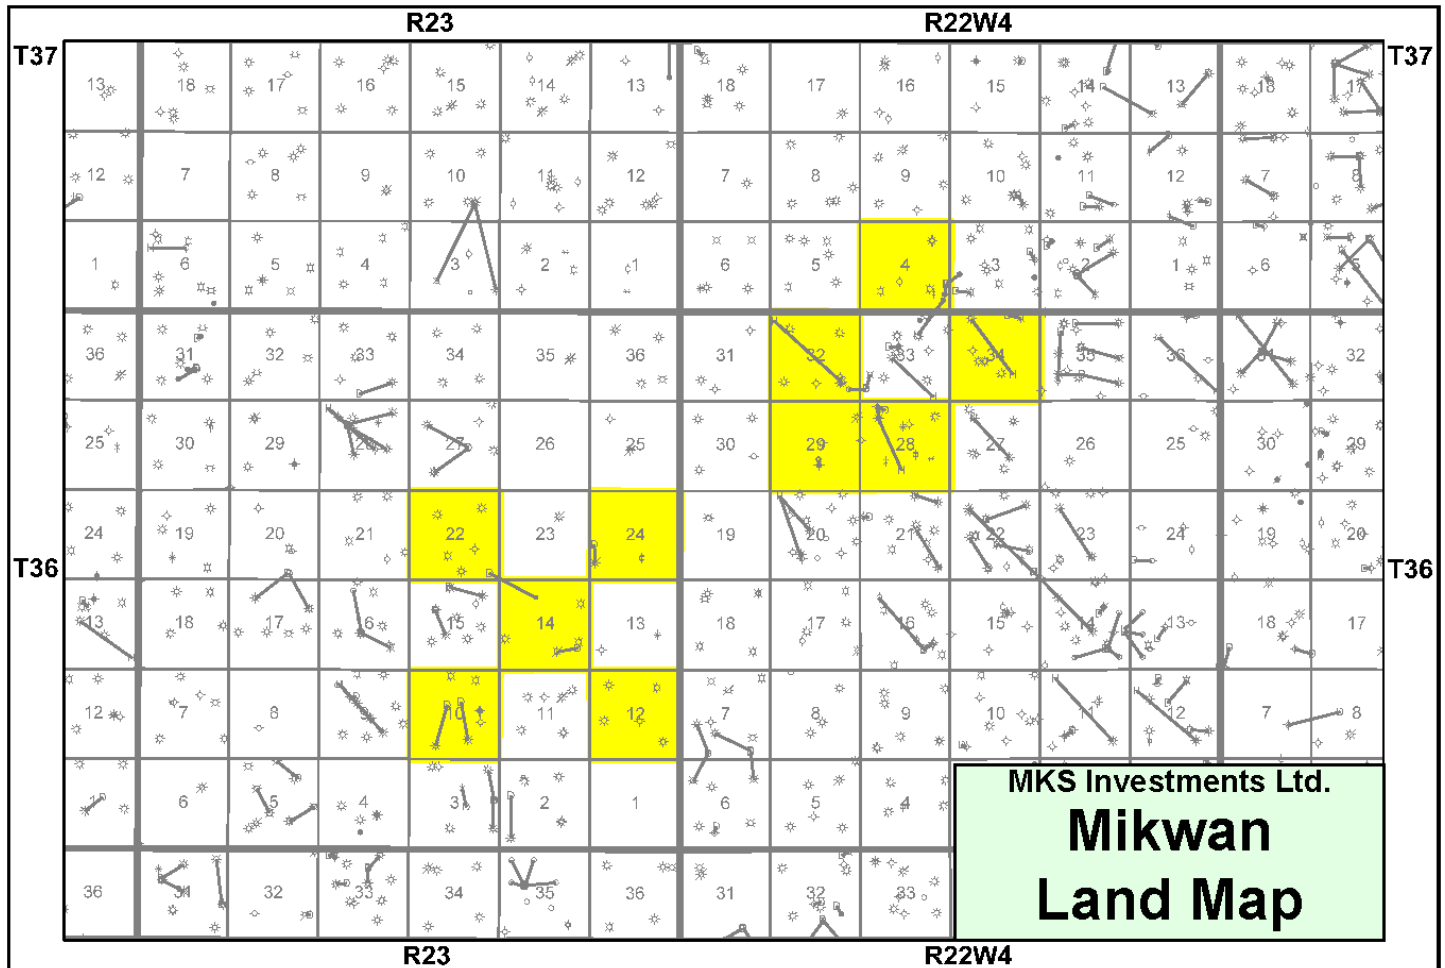 R23 R22W4
T37 T37
13 18 17 16 15 14 13 18 17 16 15 14 13 18 17
12 7 8 9 10 11 12 7 8 9 10 11 12 7 8
1 6 5 4 3 2 1 6 5 4 3 2 1 6 5
36 31 32 33 34 35 36 31 32 33 34 35 36 31 32
25 30 29 28 27 26 25 30 29 28 27 26 25 30 29
24 19 20 21 22 23 24 19 20 21 22 23 24 19 20
T36 T36
13 18 17 16 15 14 13 18 17 16 15 14 13 18 17
12 7 8 9 10 11 12 7 8 9 10 11 12 7 8
1 6 5 4 3 2 1 6 5 4
MKS Investments Ltd.
Mikwan
Land Map
36 31 32 33 34 35 36 31 32 33
R23 R22W4